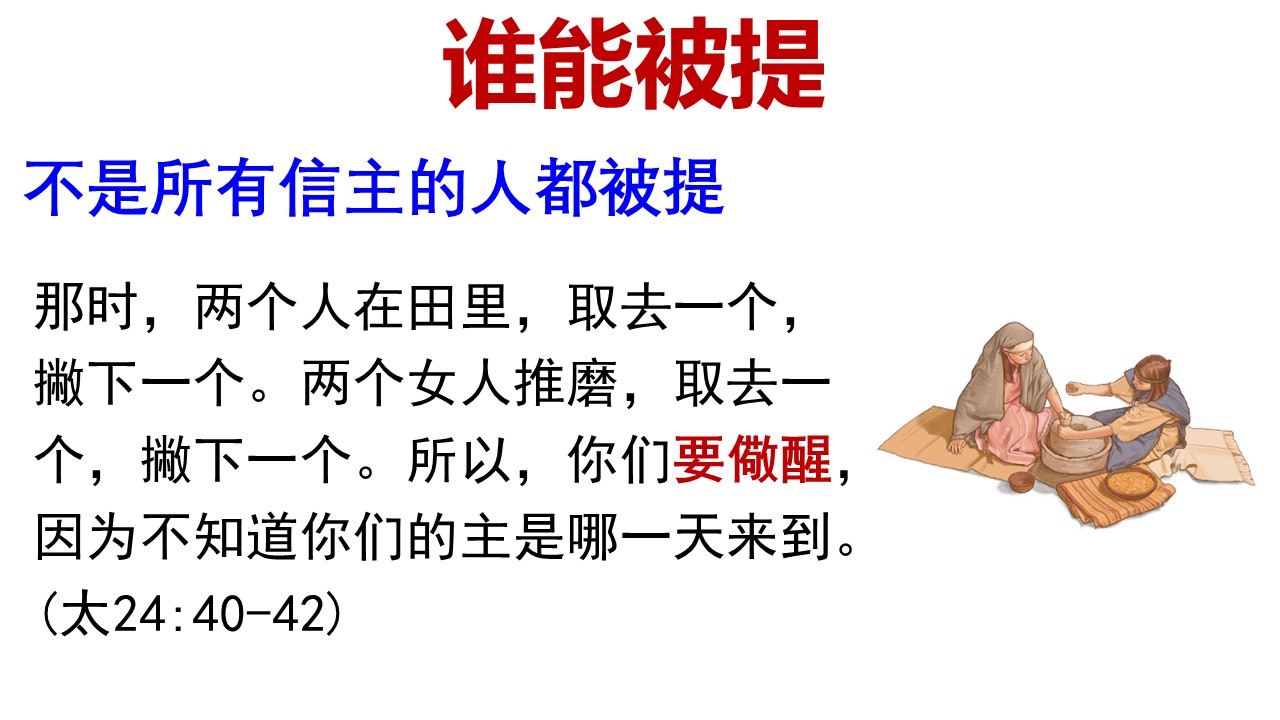 谁能被提
不是所有信主的人都被提
那时，两个人在田里，取去一个，
撇下一个。两个女人推磨，取去一
个，撇下一个。所以，你们要儆醒，
因为不知道你们的主是哪一天来到。
(太24:40-42)